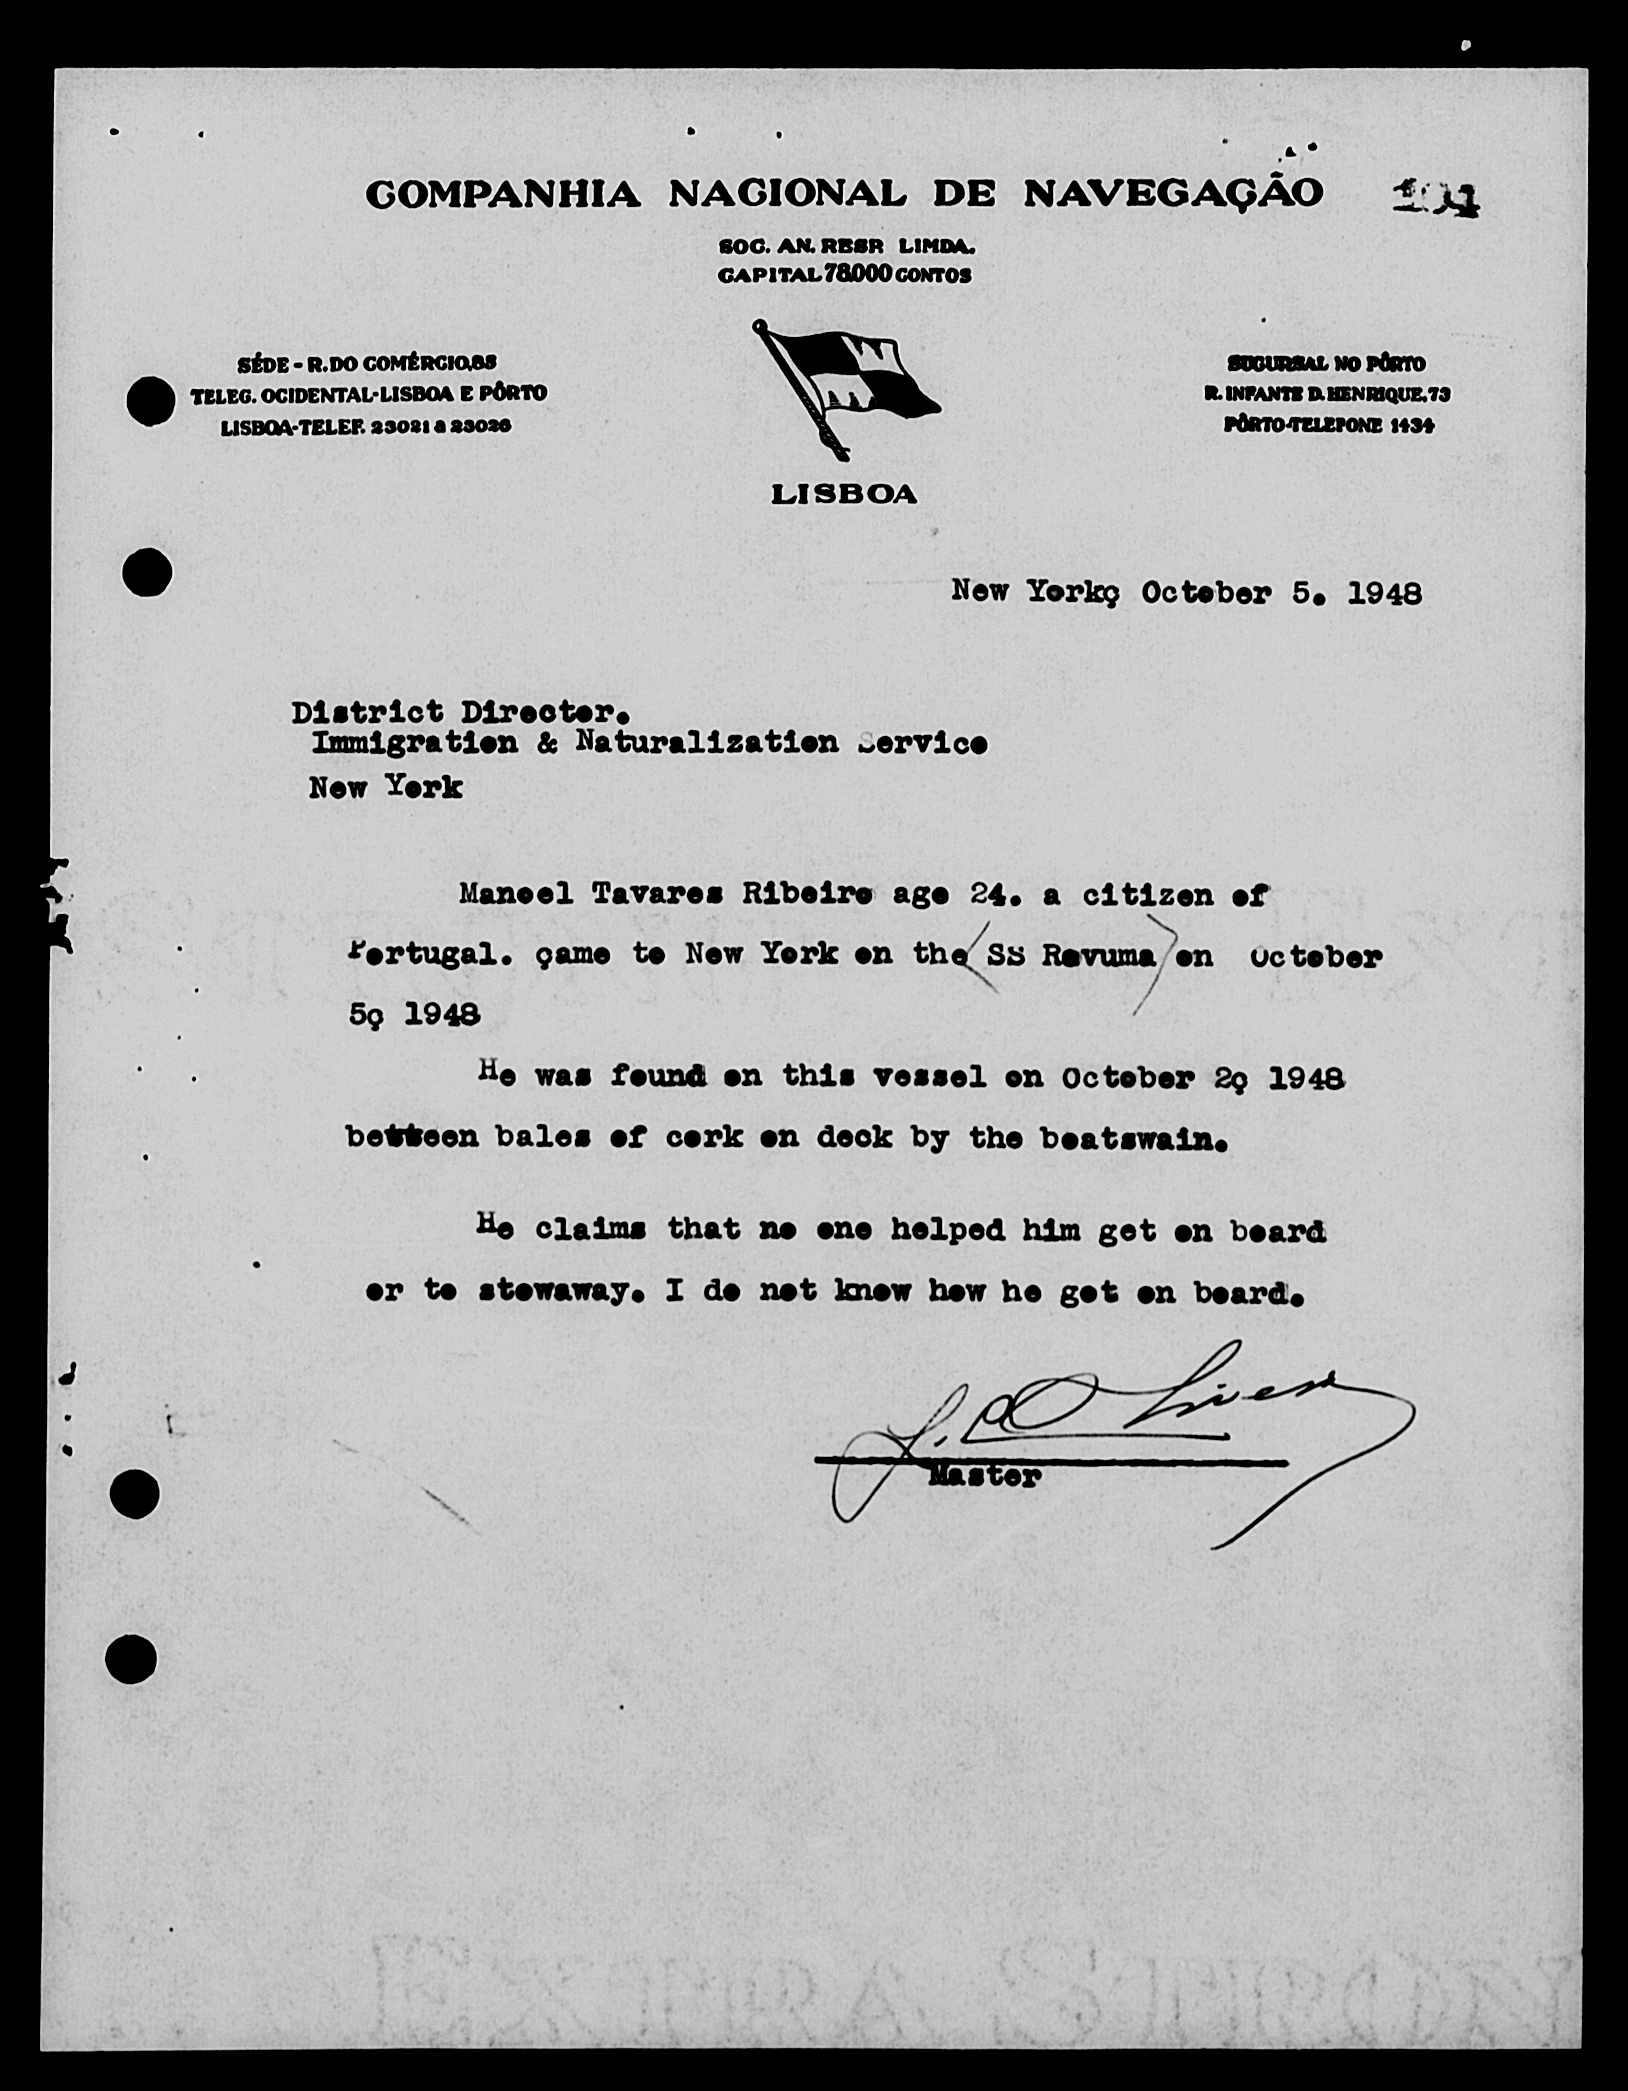 COMPANHIA NACIONAL DE NAVEGAÇÃO
SOC. AN. RESP. LIMDA.
CAPITAL 78000 CONTOS
SÉDE - R. DO COMÉRCIO, 85
TELEG. OCIDENTAL-LISBOA E PÔRTO
LISBOA-TELEF. 23021 a 23026
SUCURSAL NO PÔRTO
R. INFANTE D. HENRIQUE, 73
PÔRTO-TELEFONE 1434
LISBOA
New Yorkç October 5. 1948
District Director.
Immigration & Naturalization Service
New York
Manoel Tavares Ribeiro age 24. a citizen of
Portugal. çame to New York on the SS Rovuma on October
5ç 1948
He was found on this vessel on October 2ç 1948
between bales of cork on deck by the boatswain.
He claims that no one helped him get on board
or to stowaway. I do not know how he got on board.
Master